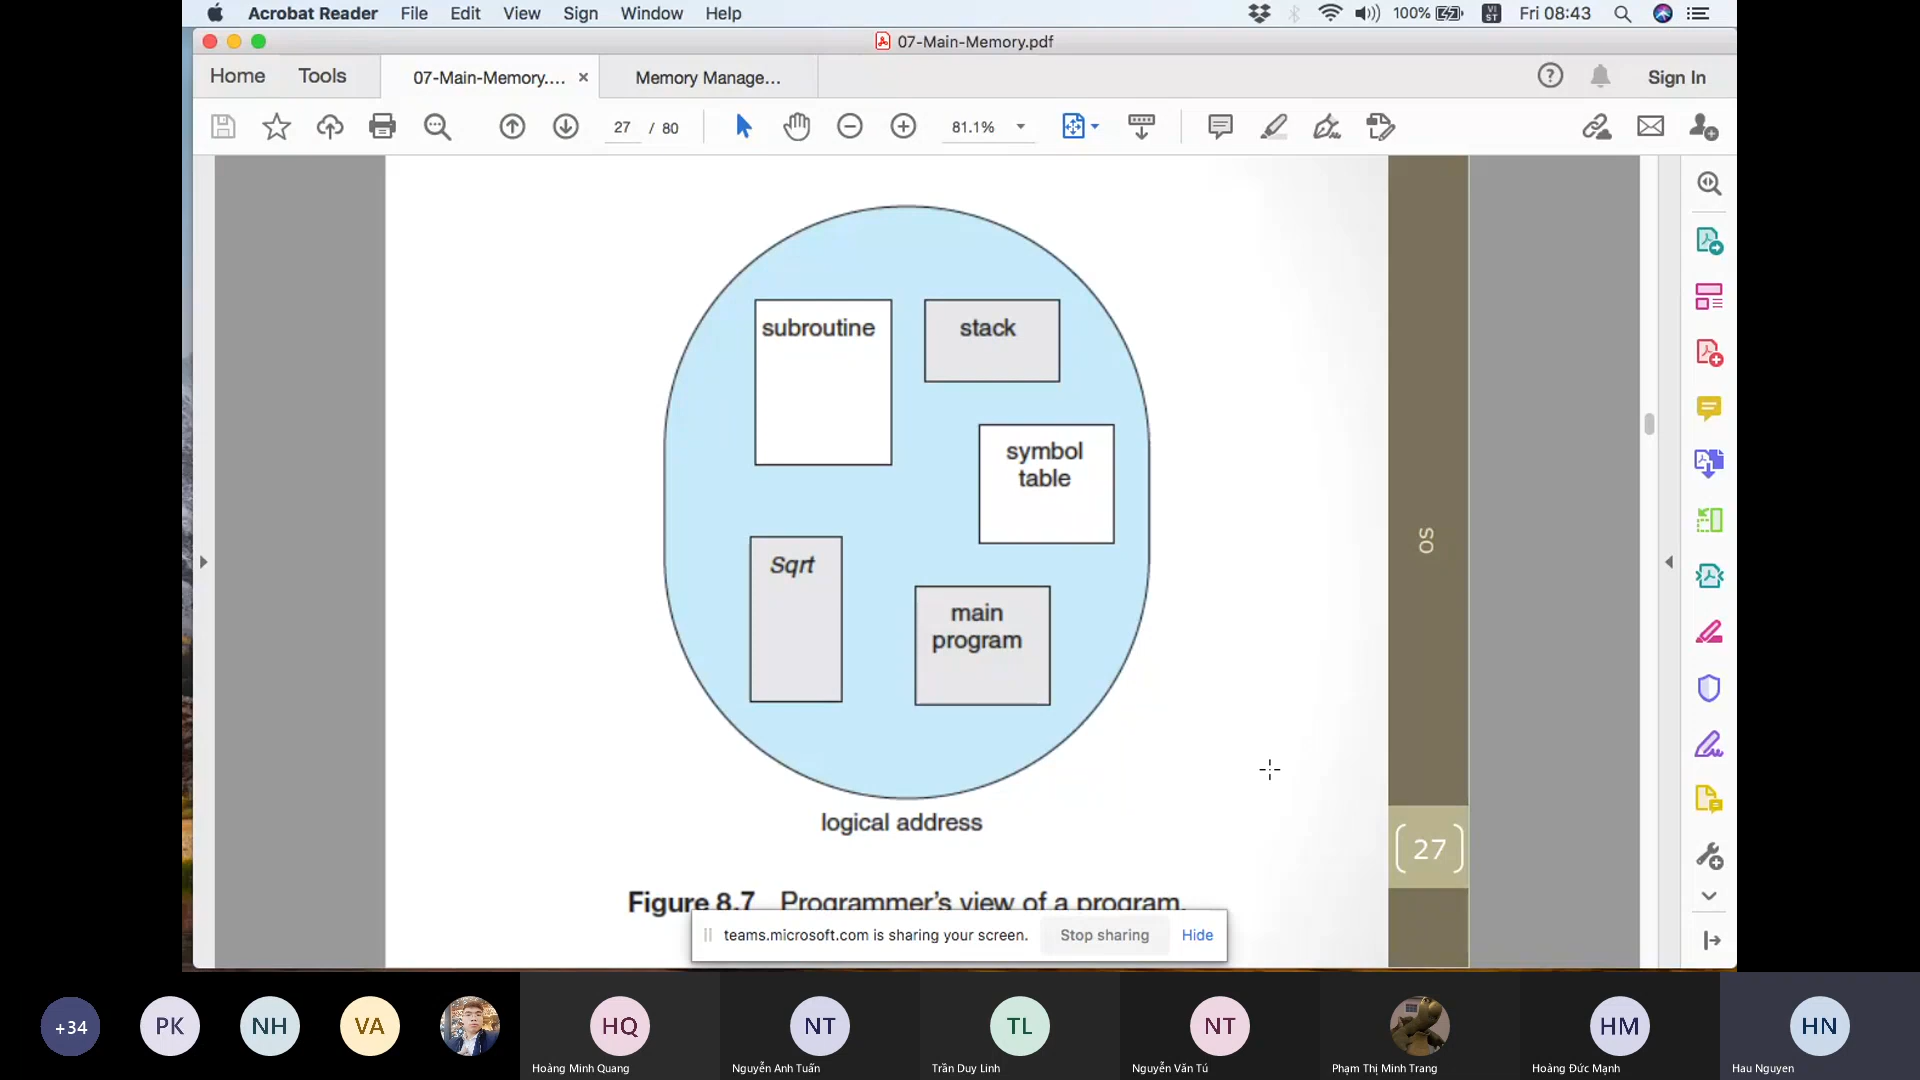 Acrobat Reader File Edit View Sign Window Help 100% VI ST Fri 08:43
07-Main-Memory.pdf
Home Tools 07-Main-Memory.... × Memory Manage... ? Sign In
27 / 80 81.1%
subroutine
stack
symbol
table
Sqrt
main
program
logical address
Figure 8.7 Programmer's view of a program.
OS
27
teams.microsoft.com is sharing your screen. Stop sharing Hide
+34 PK NH VA HQ NT TL NT HM HN
Hoàng Minh Quang Nguyễn Anh Tuấn Trần Duy Linh Nguyễn Văn Tú Phạm Thị Minh Trang Hoàng Đức Mạnh Hau Nguyen